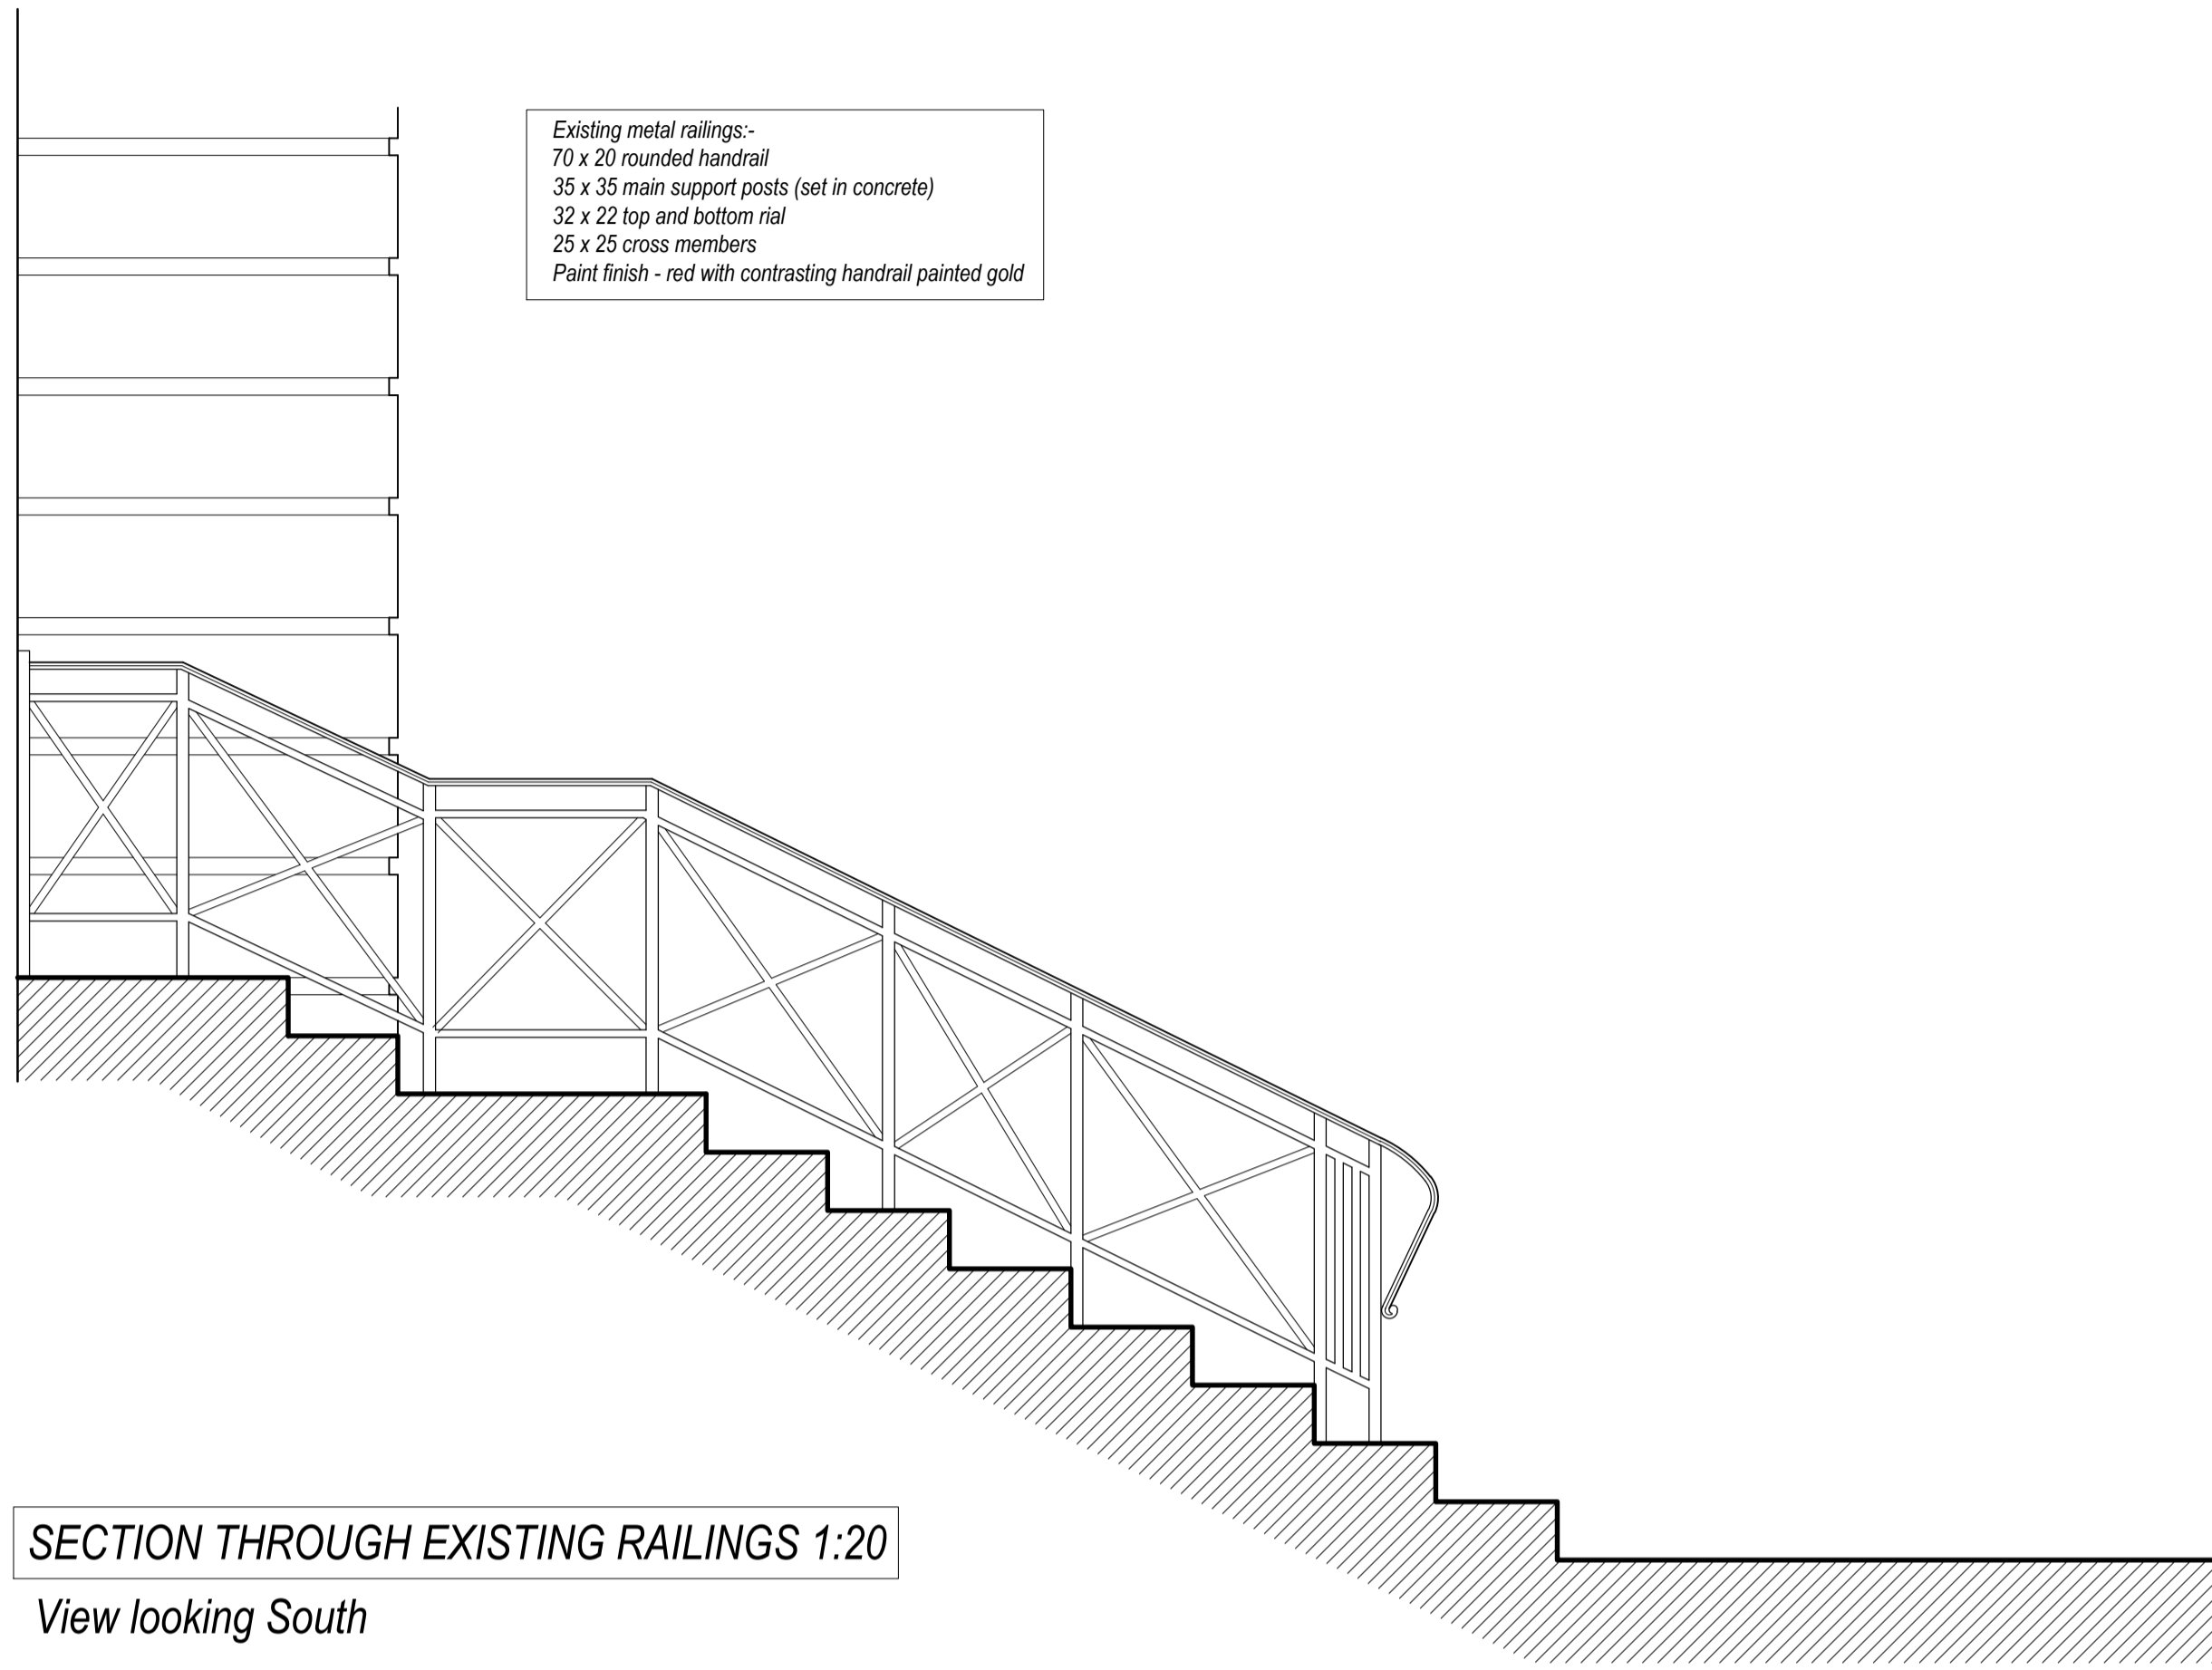 Existing metal railings:-
70 x 20 rounded handrail
35 x 35 main support posts (set in concrete)
32 x 22 top and bottom rial
25 x 25 cross members
Paint finish - red with contrasting handrail painted gold
SECTION THROUGH EXISTING RAILINGS 1:20
View looking South